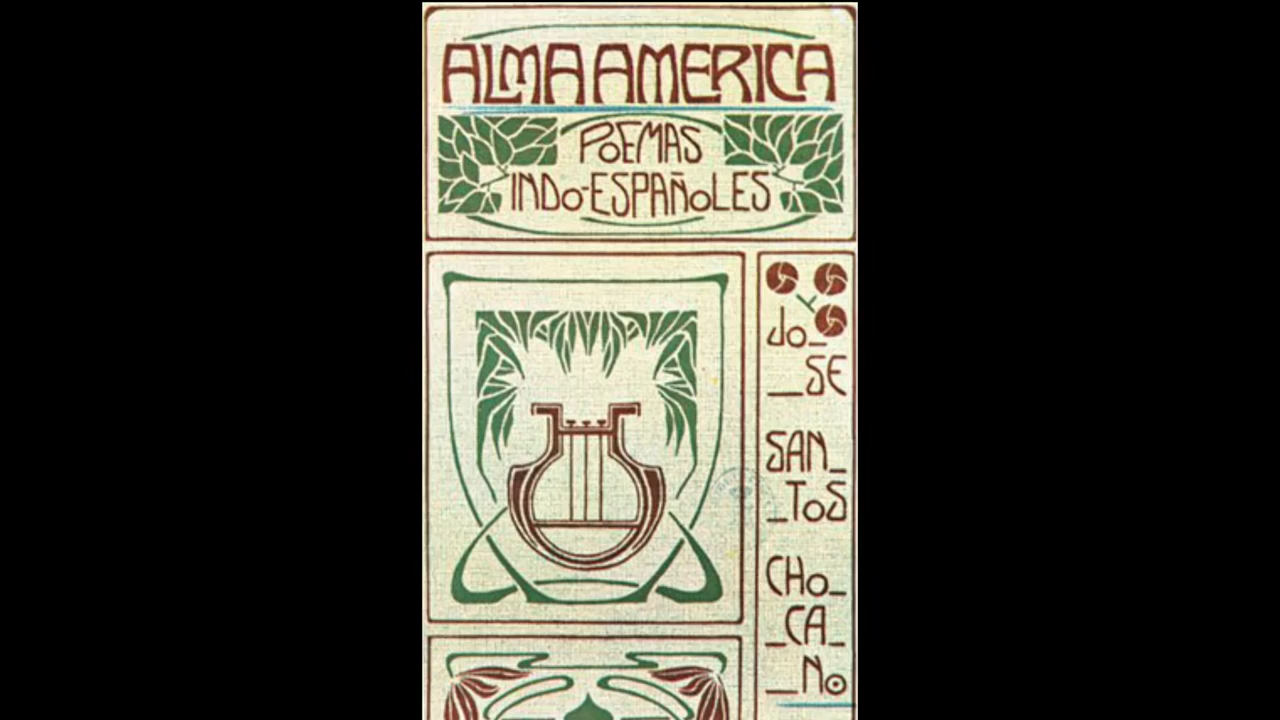 ALMA AMERICA
POEMAS
INDO-ESPAÑOLES
JO_
_SE
SAN_
_TOS
CHO_
_CA_
_NO